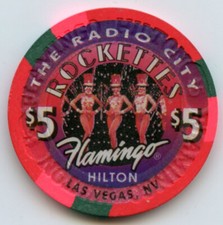 THE RADIO CITY
ROCKETTES
$5 $5
Flamingo®
HILTON
LAS VEGAS, NV